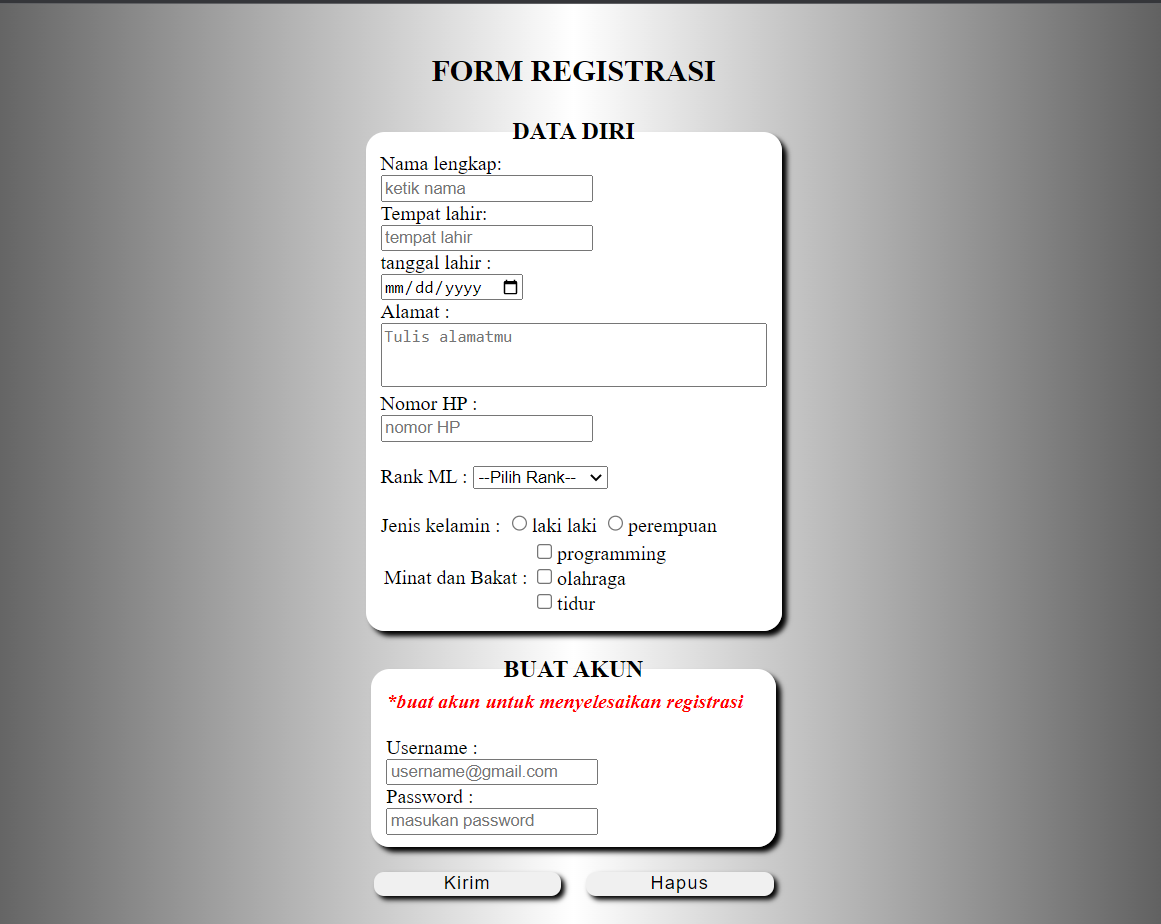 FORM REGISTRASI
DATA DIRI
Nama lengkap:
ketik nama
Tempat lahir:
tempat lahir
tanggal lahir :
mm/dd/yyyy
Alamat :
Tulis alamatmu
Nomor HP :
nomor HP
Rank ML : --Pilih Rank--
Jenis kelamin : laki laki perempuan
programming
Minat dan Bakat : olahraga
tidur
BUAT AKUN
*buat akun untuk menyelesaikan registrasi
Username :
username@gmail.com
Password :
masukan password
Kirim Hapus